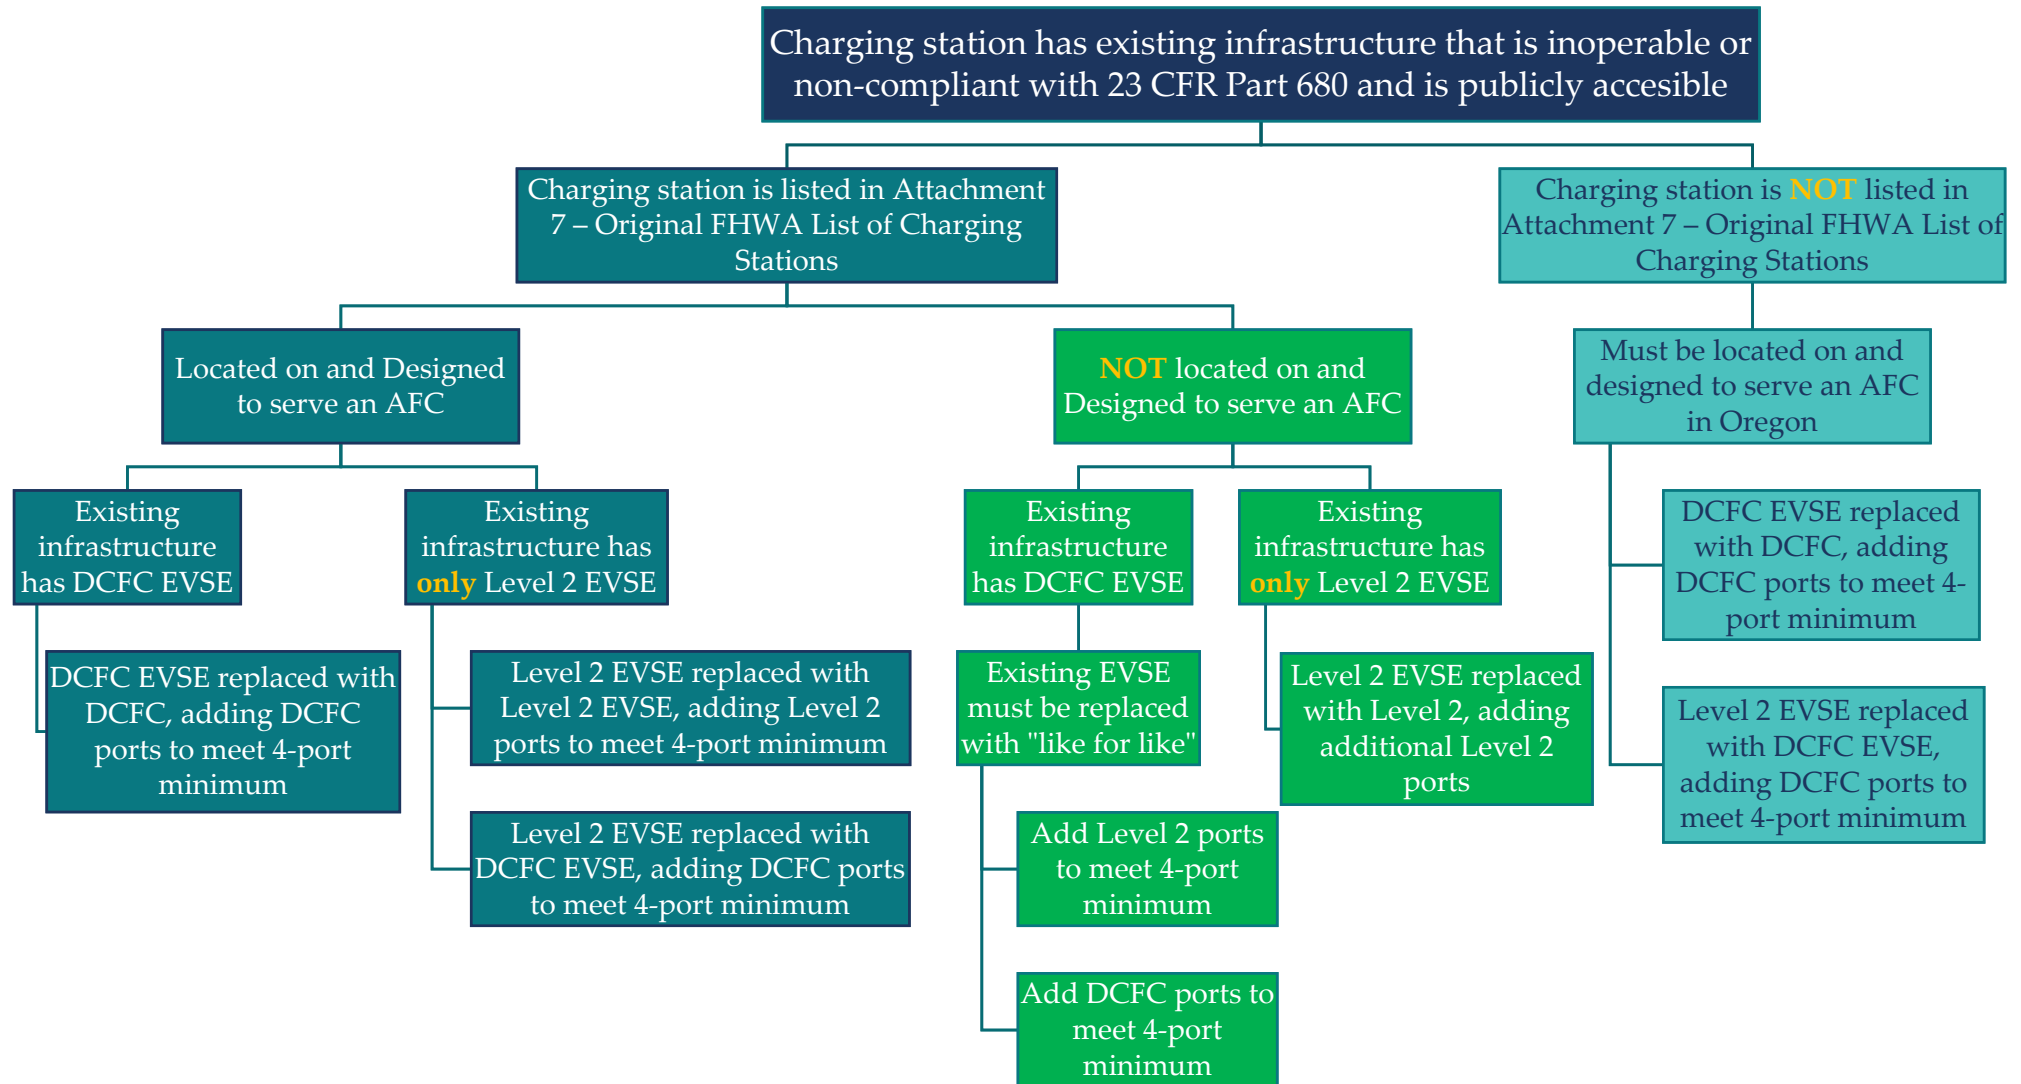 Charging station has existing infrastructure that is inoperable or
non-compliant with 23 CFR Part 680 and is publicly accesible
Charging station is listed in Attachment
7 – Original FHWA List of Charging
Stations
Charging station is NOT listed in
Attachment 7 – Original FHWA List of
Charging Stations
Located on and Designed
to serve an AFC
NOT located on and
Designed to serve an AFC
Must be located on and
designed to serve an AFC
in Oregon
Existing
infrastructure
has DCFC EVSE
Existing
infrastructure has
only Level 2 EVSE
Existing
infrastructure
has DCFC EVSE
Existing
infrastructure has
only Level 2 EVSE
DCFC EVSE replaced
with DCFC, adding
DCFC ports to meet 4-
port minimum
DCFC EVSE replaced with
DCFC, adding DCFC
ports to meet 4-port
minimum
Level 2 EVSE replaced with
Level 2 EVSE, adding Level 2
ports to meet 4-port minimum
Existing EVSE
must be replaced
with "like for like"
Level 2 EVSE replaced
with Level 2, adding
additional Level 2
ports
Level 2 EVSE replaced
with DCFC EVSE,
adding DCFC ports to
meet 4-port minimum
Level 2 EVSE replaced with
DCFC EVSE, adding DCFC ports
to meet 4-port minimum
Add Level 2 ports
to meet 4-port
minimum
Add DCFC ports to
meet 4-port
minimum